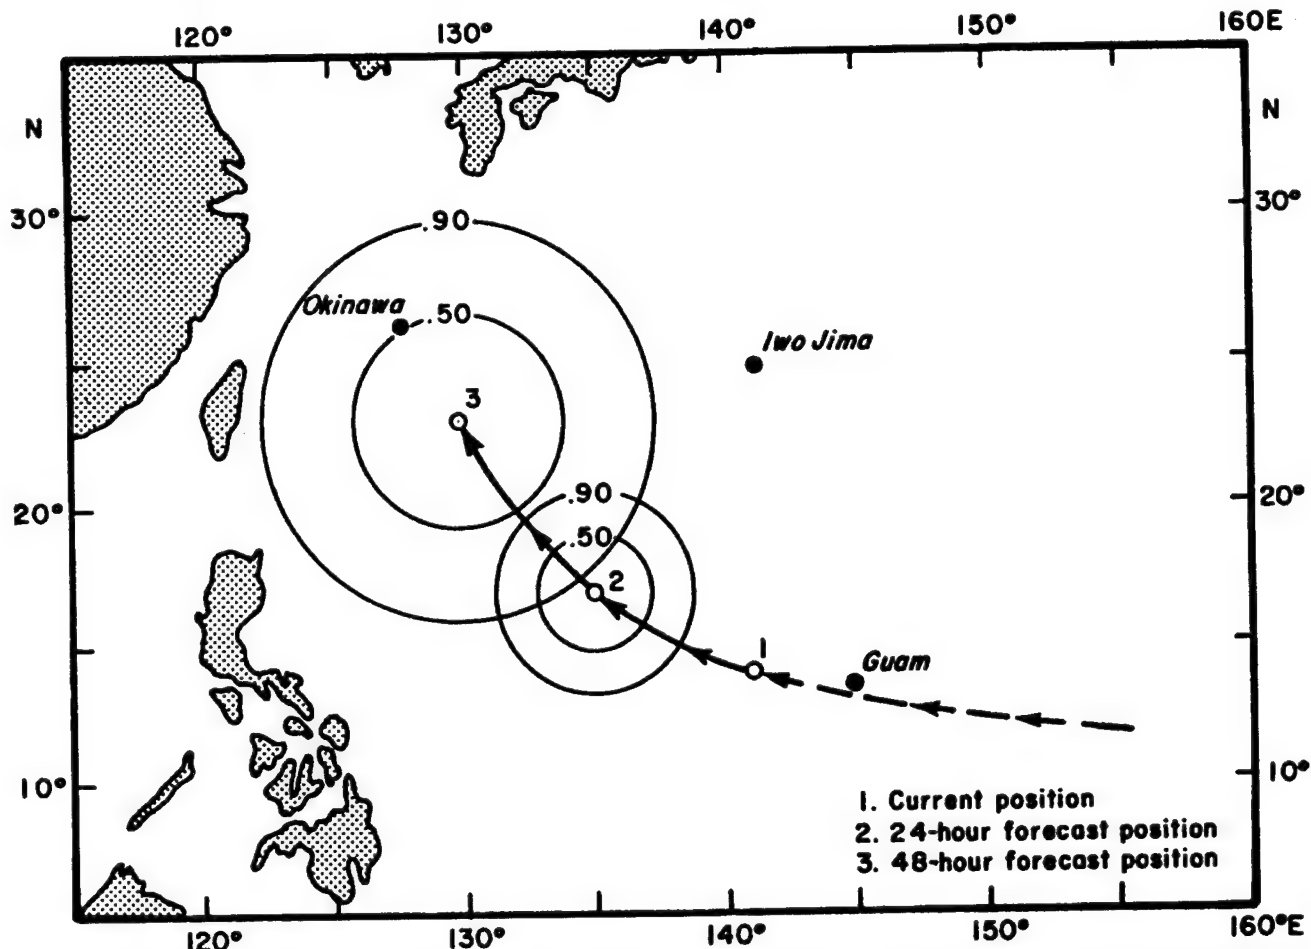 120° 130° 140° 150° 160E
N N
30° 30°
.90
Okinawa .50
Iwo Jima
3
20° .90 20°
.50
2
1 Guam
10° 10°
1. Current position
2. 24-hour forecast position
3. 48-hour forecast position
120° 130° 140° 150° 160°E